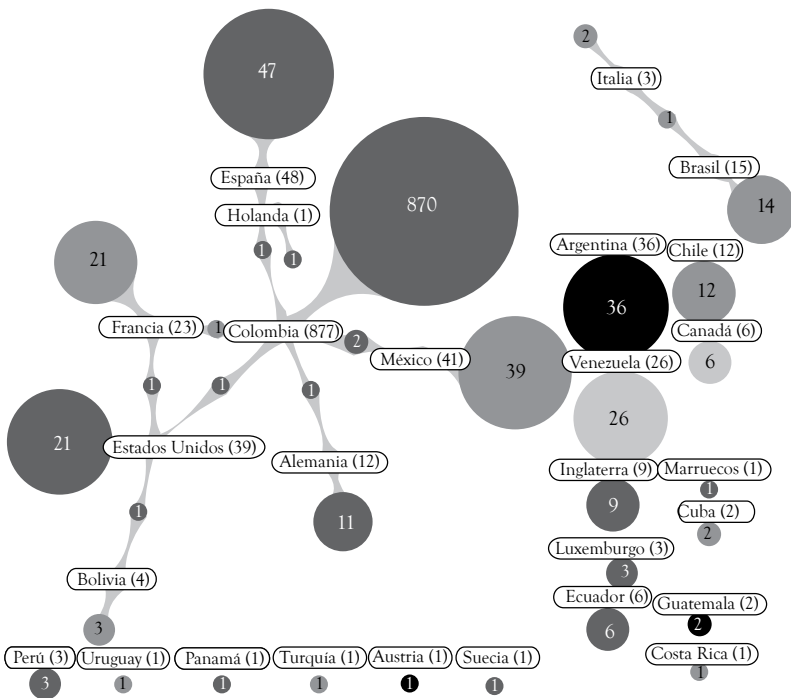 47
2
Italia (3)
1
Brasil (15)
14
España (48)
Holanda (1)
870
1
1
21
Argentina (36)
Chile (12)
36
12
Francia (23)
1
Colombia (877)
2
México (41)
39
Canadá (6)
6
Venezuela (26)
26
1
1
1
21
Estados Unidos (39)
Alemania (12)
11
Inglaterra (9)
9
Marruecos (1)
1
Cuba (2)
2
1
Luxemburgo (3)
3
Bolivia (4)
3
Ecuador (6)
6
Guatemala (2)
2
Costa Rica (1)
1
Perú (3)
Uruguay (1)
Panamá (1)
Turquía (1)
Austria (1)
Suecia (1)
3
1
1
1
1
1